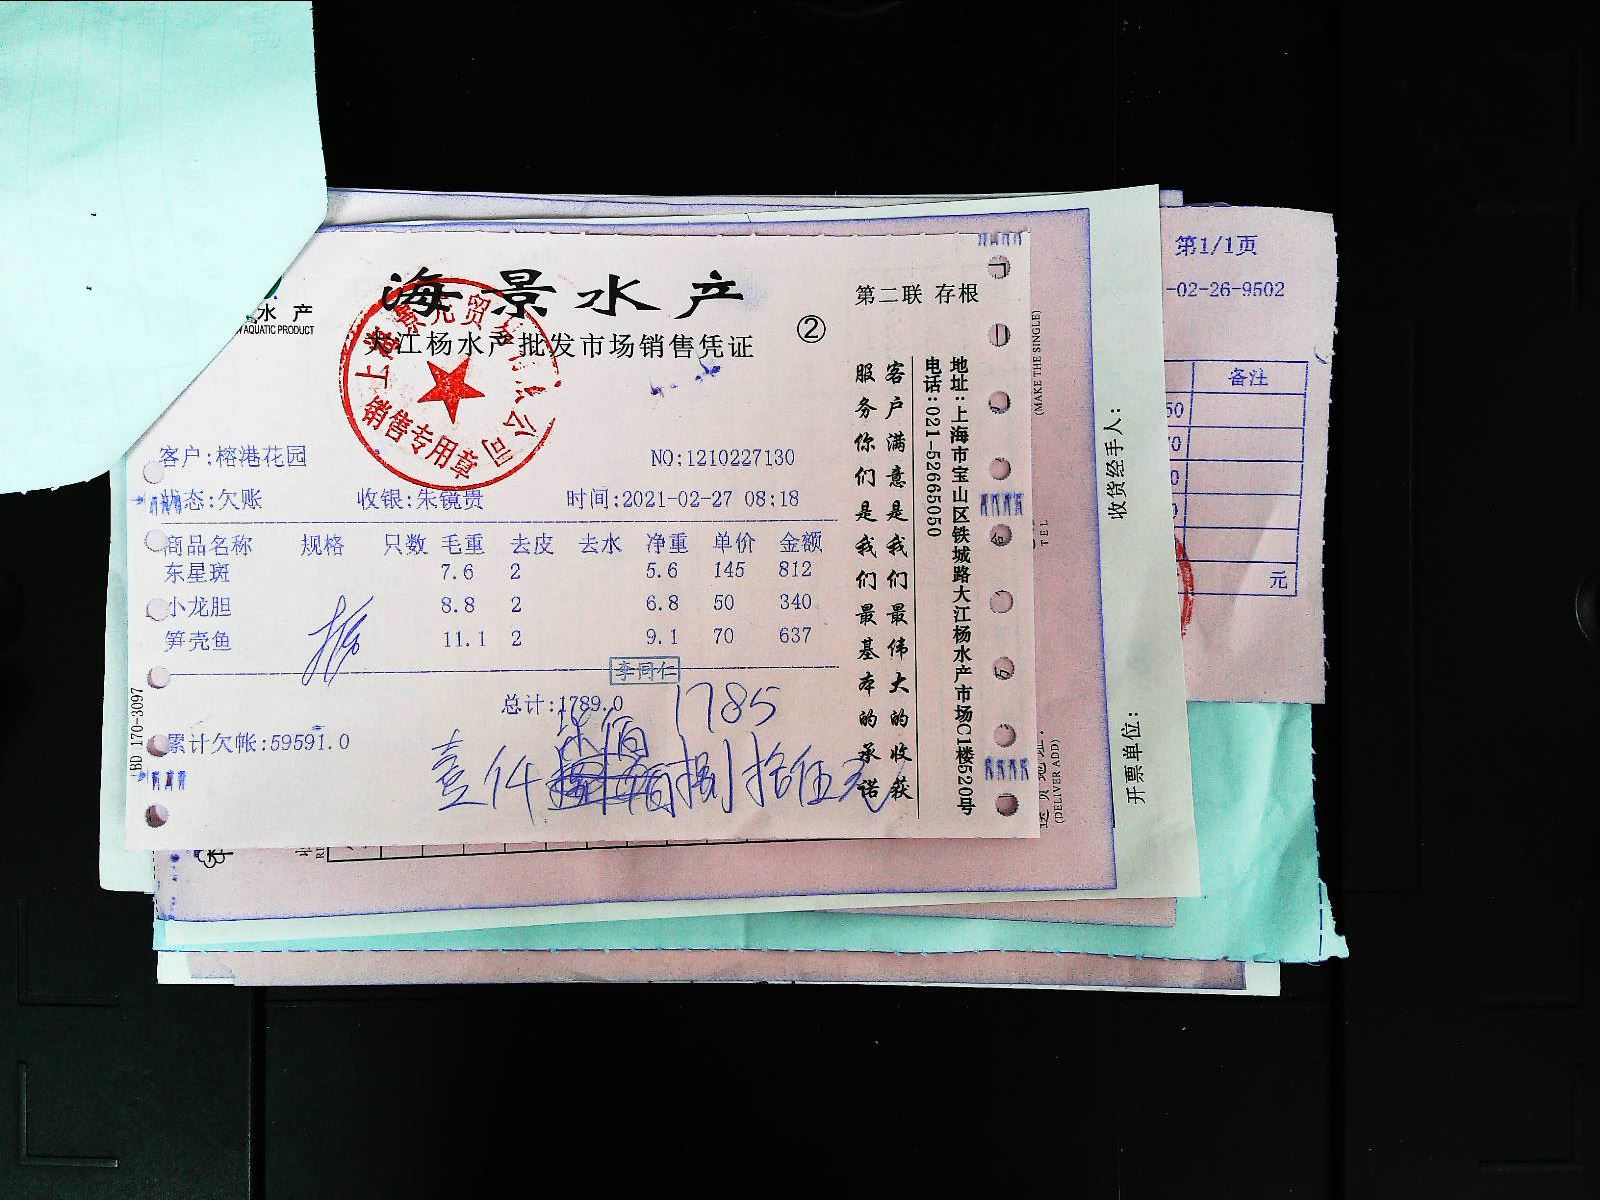 海景水产
水产
AQUATIC PRODUCT
江杨水产批发市场销售凭证
②
第二联 存根
销售专用章
客户:榕港花园
NO:1210227130
状态:欠账 收银:朱镜贵 时间:2021-02-27 08:18
商品名称 规格 只数 毛重 去皮 去水 净重 单价 金额
东星斑 7.6 2 5.6 145 812
小龙胆 8.8 2 6.8 50 340
笋壳鱼 11.1 2 9.1 70 637
李同仁
总计:1789.0
1785
累计欠帐:59591.0
壹仟柒佰捌拾伍元
BD 170-3097
客户满意是我们最伟大的收获
服务你们是我们最基本的承诺
地址:上海市宝山区铁城路大江杨水产市场C1楼520号
电话:021-52665050
(MAKE THE SINGLE)
TEL
(DELIVER ADD)
收货经手人:
开票单位:
第1/1页
-02-26-9502
备注
元